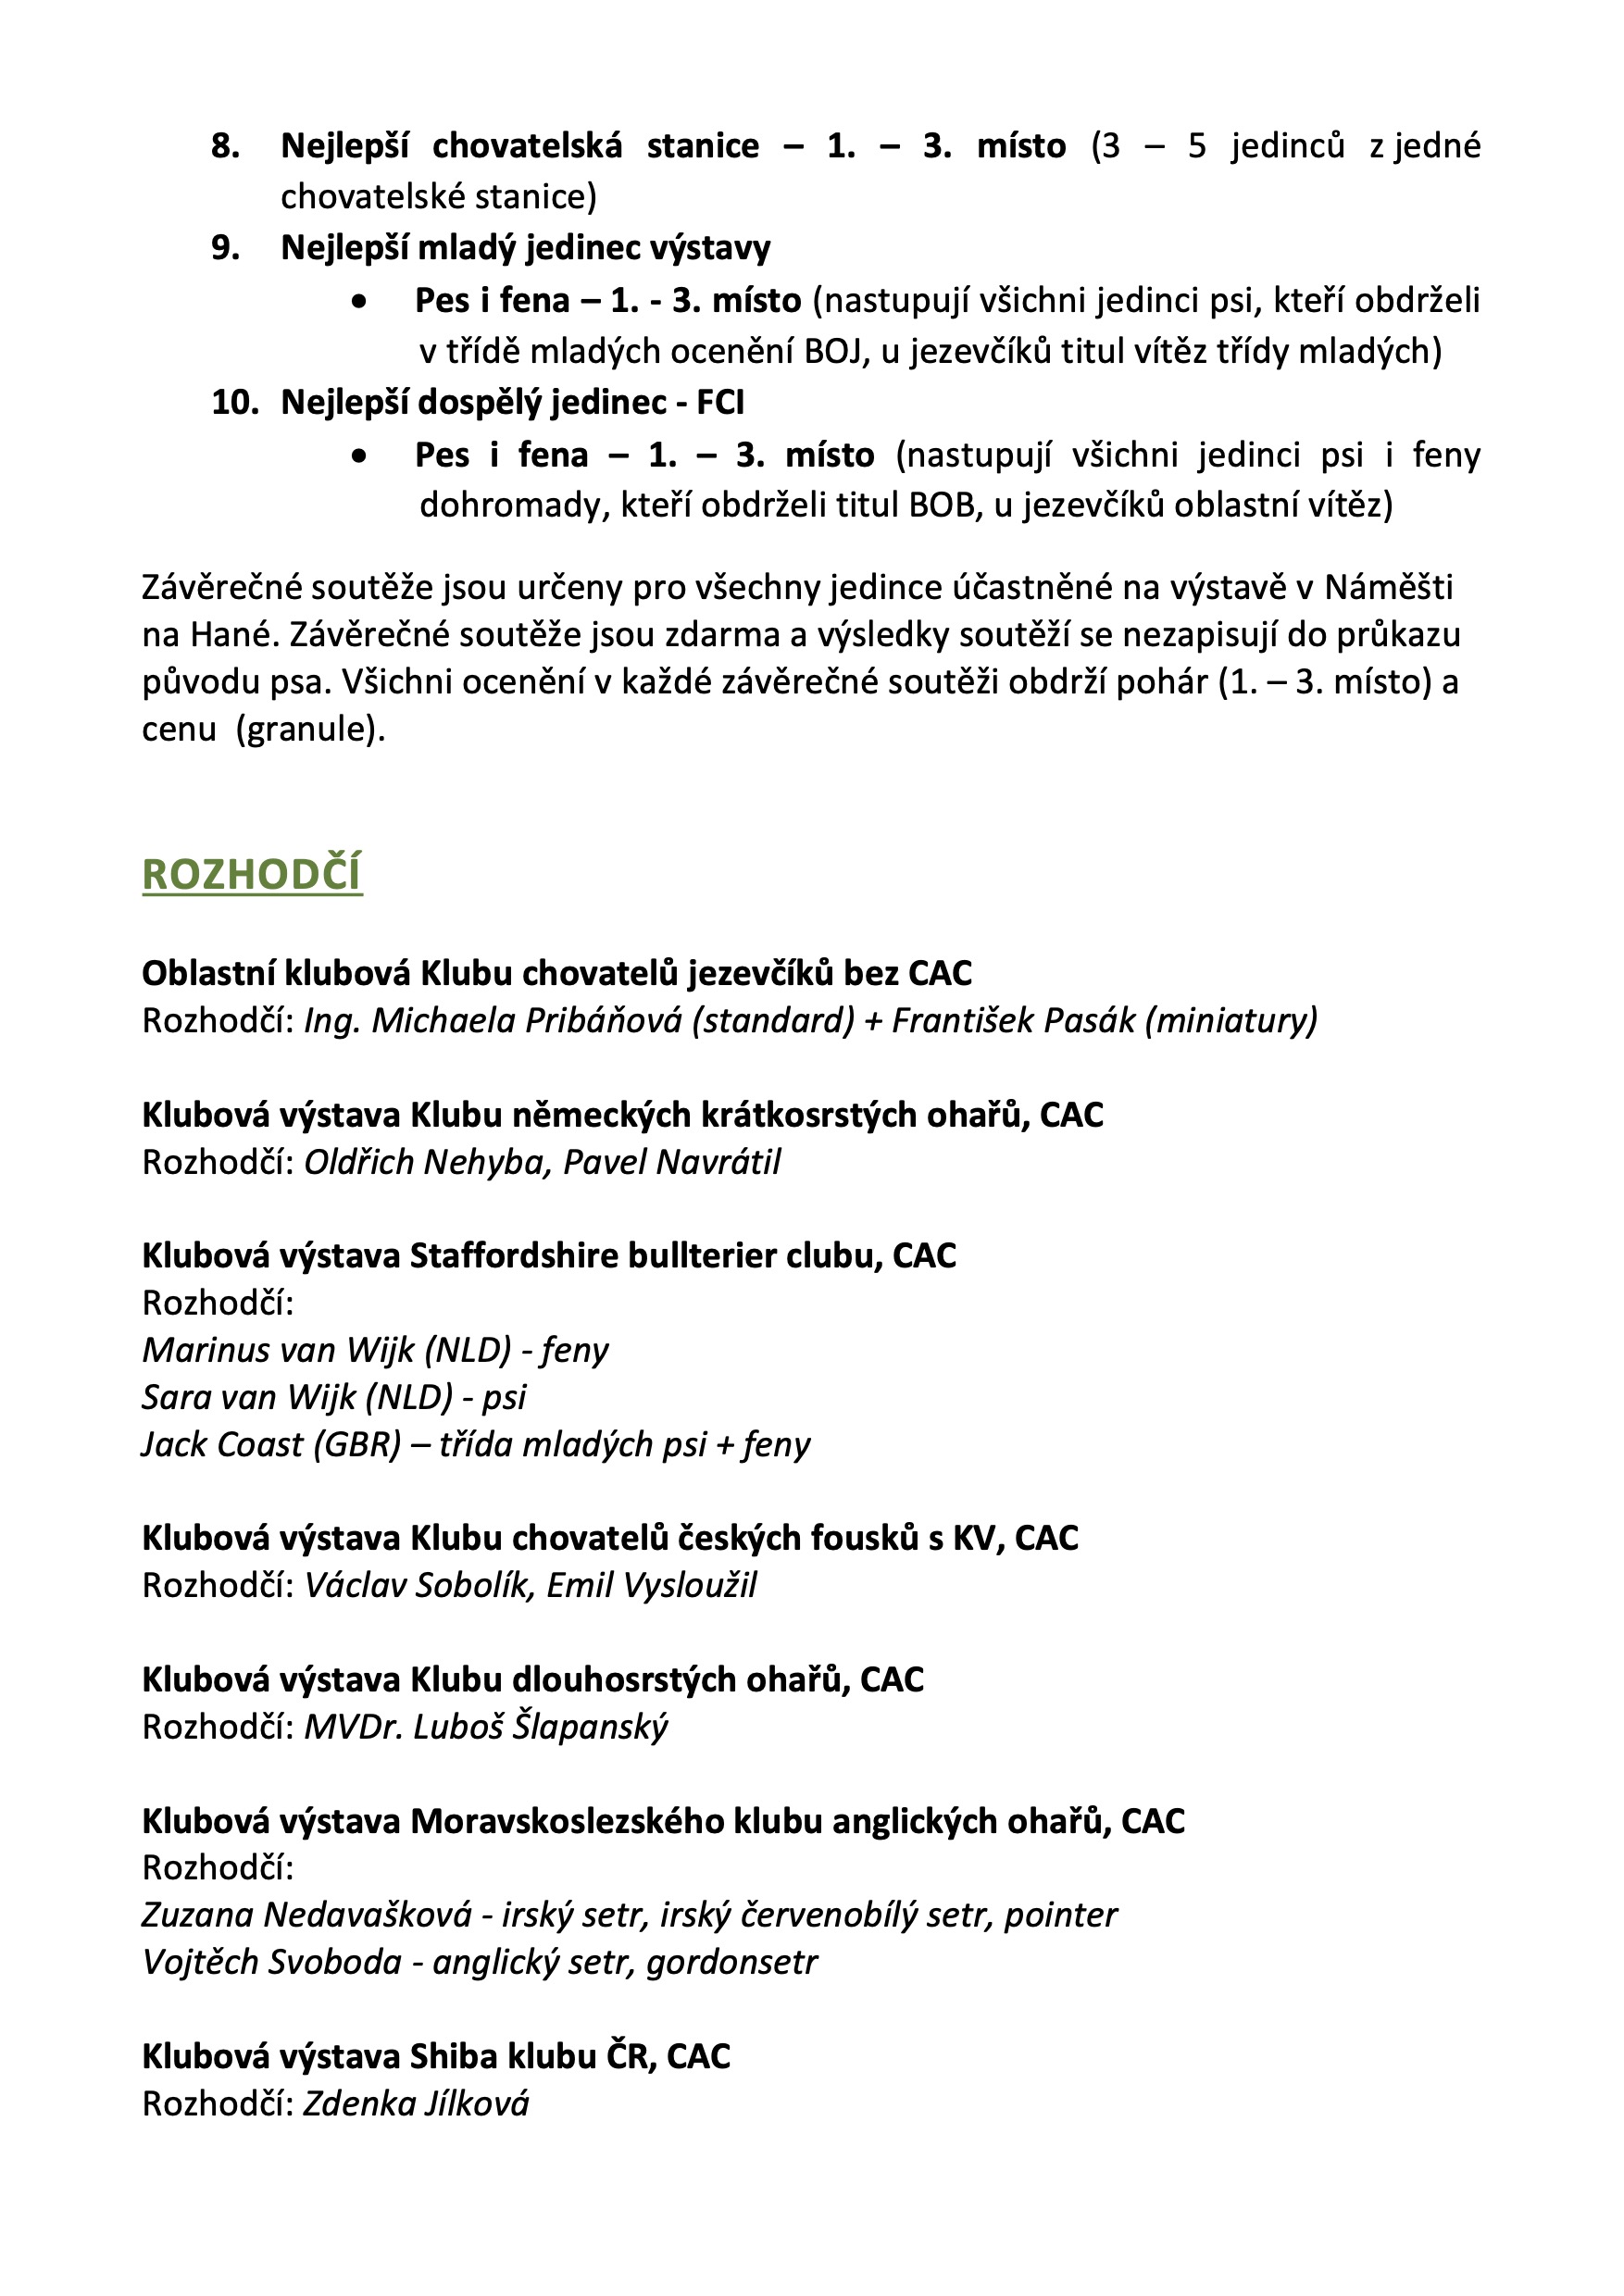 8. Nejlepší chovatelská stanice – 1. – 3. místo (3 – 5 jedinců z jedné
chovatelské stanice)
9. Nejlepší mladý jedinec výstavy
• Pes i fena – 1. - 3. místo (nastupují všichni jedinci psi, kteří obdrželi
v třídě mladých ocenění BOJ, u jezevčíků titul vítěz třídy mladých)
10. Nejlepší dospělý jedinec - FCI
• Pes i fena – 1. – 3. místo (nastupují všichni jedinci psi i feny
dohromady, kteří obdrželi titul BOB, u jezevčíků oblastní vítěz)
Závěrečné soutěže jsou určeny pro všechny jedince účastněné na výstavě v Náměšti
na Hané. Závěrečné soutěže jsou zdarma a výsledky soutěží se nezapisují do průkazu
původu psa. Všichni ocenění v každé závěrečné soutěži obdrží pohár (1. – 3. místo) a
cenu  (granule).
ROZHODČÍ
Oblastní klubová Klubu chovatelů jezevčíků bez CAC
Rozhodčí: Ing. Michaela Pribáňová (standard) + František Pasák (miniatury)
Klubová výstava Klubu německých krátkosrstých ohařů, CAC
Rozhodčí: Oldřich Nehyba, Pavel Navrátil
Klubová výstava Staffordshire bullterier clubu, CAC
Rozhodčí:
Marinus van Wijk (NLD) - feny
Sara van Wijk (NLD) - psi
Jack Coast (GBR) – třída mladých psi + feny
Klubová výstava Klubu chovatelů českých fousků s KV, CAC
Rozhodčí: Václav Sobolík, Emil Vysloužil
Klubová výstava Klubu dlouhosrstých ohařů, CAC
Rozhodčí: MVDr. Luboš Šlapanský
Klubová výstava Moravskoslezského klubu anglických ohařů, CAC
Rozhodčí:
Zuzana Nedavašková - irský setr, irský červenobílý setr, pointer
Vojtěch Svoboda - anglický setr, gordonsetr
Klubová výstava Shiba klubu ČR, CAC
Rozhodčí: Zdenka Jílková